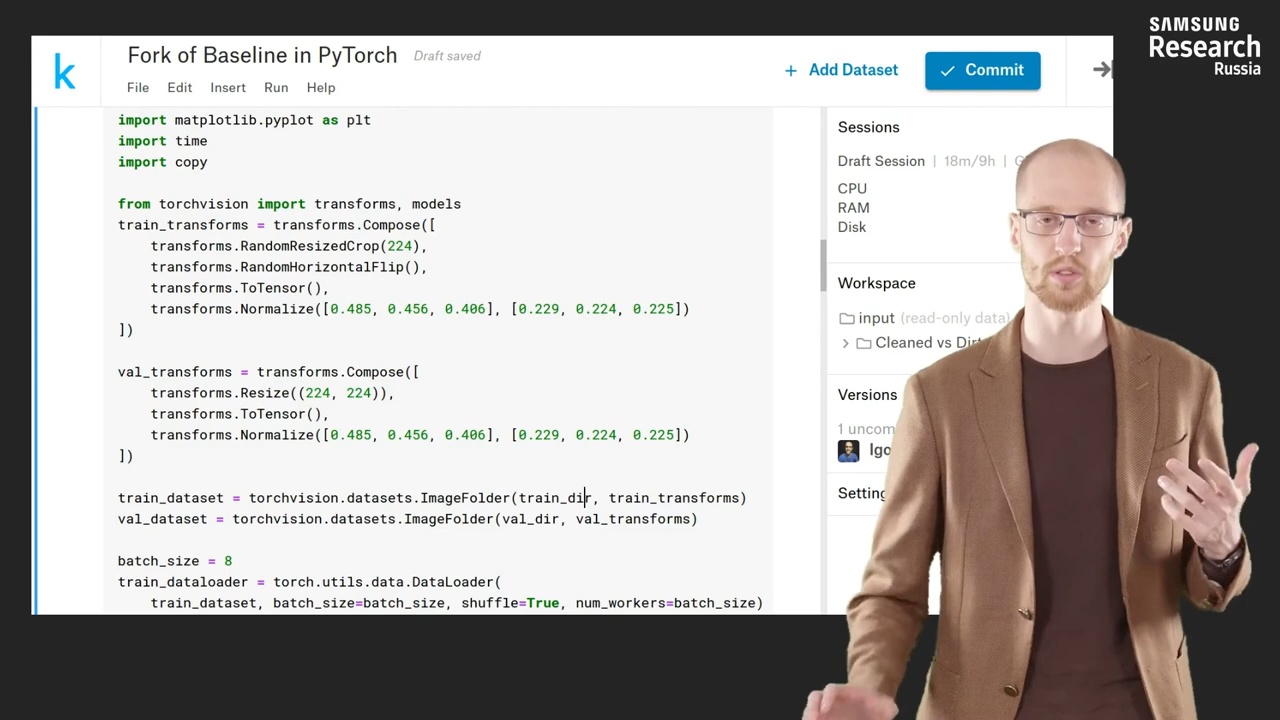 SAMSUNG
Research
Russia
k
Fork of Baseline in PyTorch Draft saved
File Edit Insert Run Help
+ Add Dataset
Commit
import matplotlib.pyplot as plt
import time
import copy
from torchvision import transforms, models
train_transforms = transforms.Compose([
transforms.RandomResizedCrop(224),
transforms.RandomHorizontalFlip(),
transforms.ToTensor(),
transforms.Normalize([0.485, 0.456, 0.406], [0.229, 0.224, 0.225])
])
val_transforms = transforms.Compose([
transforms.Resize((224, 224)),
transforms.ToTensor(),
transforms.Normalize([0.485, 0.456, 0.406], [0.229, 0.224, 0.225])
])
train_dataset = torchvision.datasets.ImageFolder(train_dir, train_transforms)
val_dataset = torchvision.datasets.ImageFolder(val_dir, val_transforms)
batch_size = 8
train_dataloader = torch.utils.data.DataLoader(
train_dataset, batch_size=batch_size, shuffle=True, num_workers=batch_size)
Sessions
Draft Session | 18m/9h |
CPU
RAM
Disk
Workspace
input (read-only data)
Cleaned vs
Versions
1